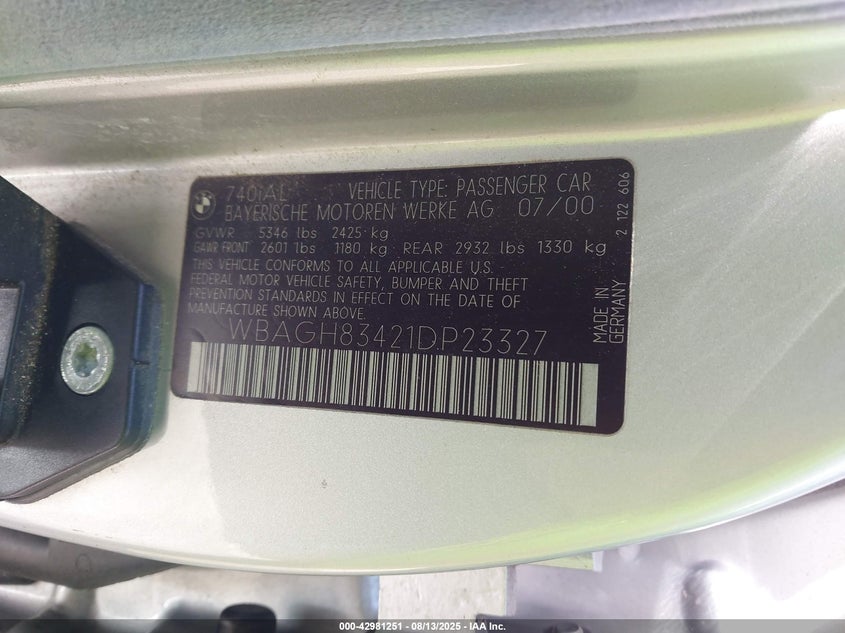 740iAL VEHICLE TYPE: PASSENGER CAR
BAYERISCHE MOTOREN WERKE AG 07/00
GVWR 5346 lbs 2425 kg
GAWR FRONT 2601 lbs 1180 kg REAR 2932 lbs 1330 kg
THIS VEHICLE CONFORMS TO ALL APPLICABLE U.S.
FEDERAL MOTOR VEHICLE SAFETY, BUMPER AND THEFT
PREVENTION STANDARDS IN EFFECT ON THE DATE OF
MANUFACTURE SHOWN ABOVE.
WBAGH83421DP23327
MADE IN
GERMANY
2 122 606
000-42981251 - 08/13/2025 - IAA Inc.